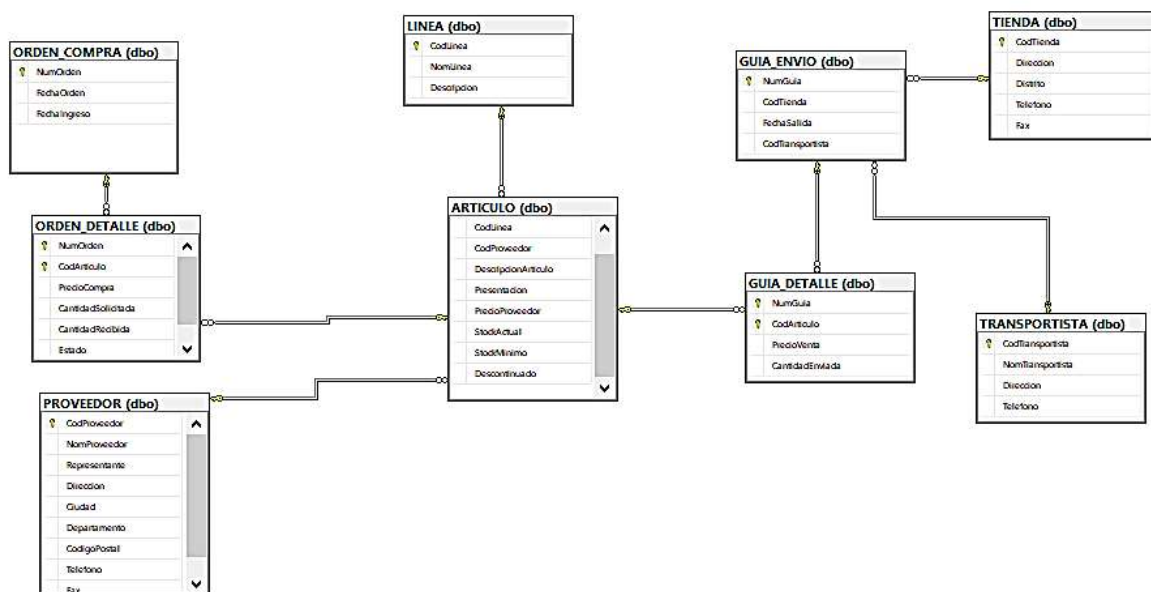 ORDEN_COMPRA (dbo)
NumOrden
FechaOrden
FechaIngreso
LINEA (dbo)
CodLinea
NomLinea
Descripcion
GUIA_ENVIO (dbo)
NumGuia
CodTienda
FechaSalida
CodTransportista
TIENDA (dbo)
CodTienda
Direccion
Distrito
Telefono
Fax
ORDEN_DETALLE (dbo)
NumOrden
CodArticulo
PrecioCompra
CantidadSolicitada
CantidadRecibida
Estado
ARTICULO (dbo)
CodLinea
CodProveedor
DescripcionArticulo
Presentacion
PrecioProveedor
StockActual
StockMinimo
Descontinuado
GUIA_DETALLE (dbo)
NumGuia
CodArticulo
PrecioVenta
CantidadEnviada
TRANSPORTISTA (dbo)
CodTransportista
NomTransportista
Direccion
Telefono
PROVEEDOR (dbo)
CodProveedor
NomProveedor
Representante
Direccion
Ciudad
Departamento
CodigoPostal
Telefono
Fax